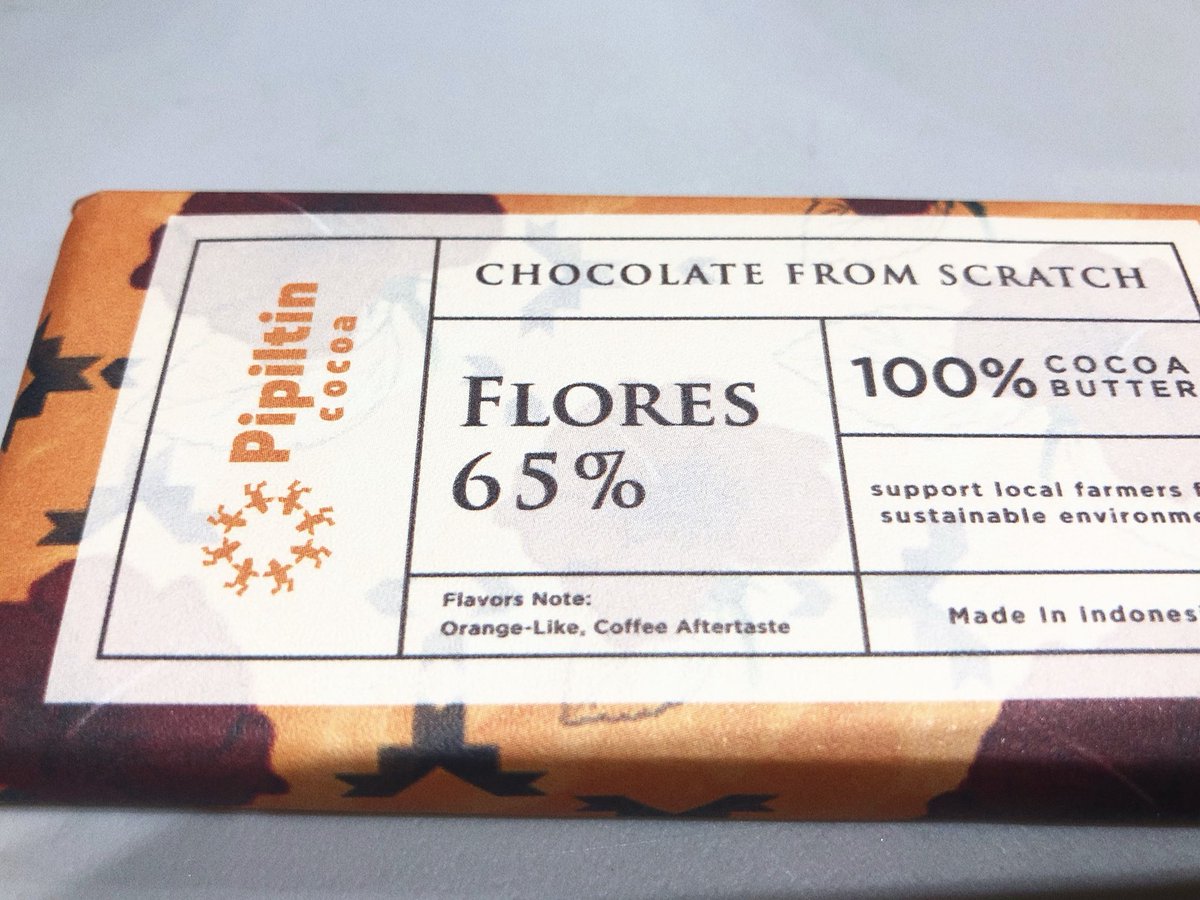 Pipiltin
cocoa
CHOCOLATE FROM SCRATCH
FLORES
65%
100% COCOA
BUTTER
support local farmers
sustainable
Flavors Note:
Orange-Like, Coffee Aftertaste
Made In